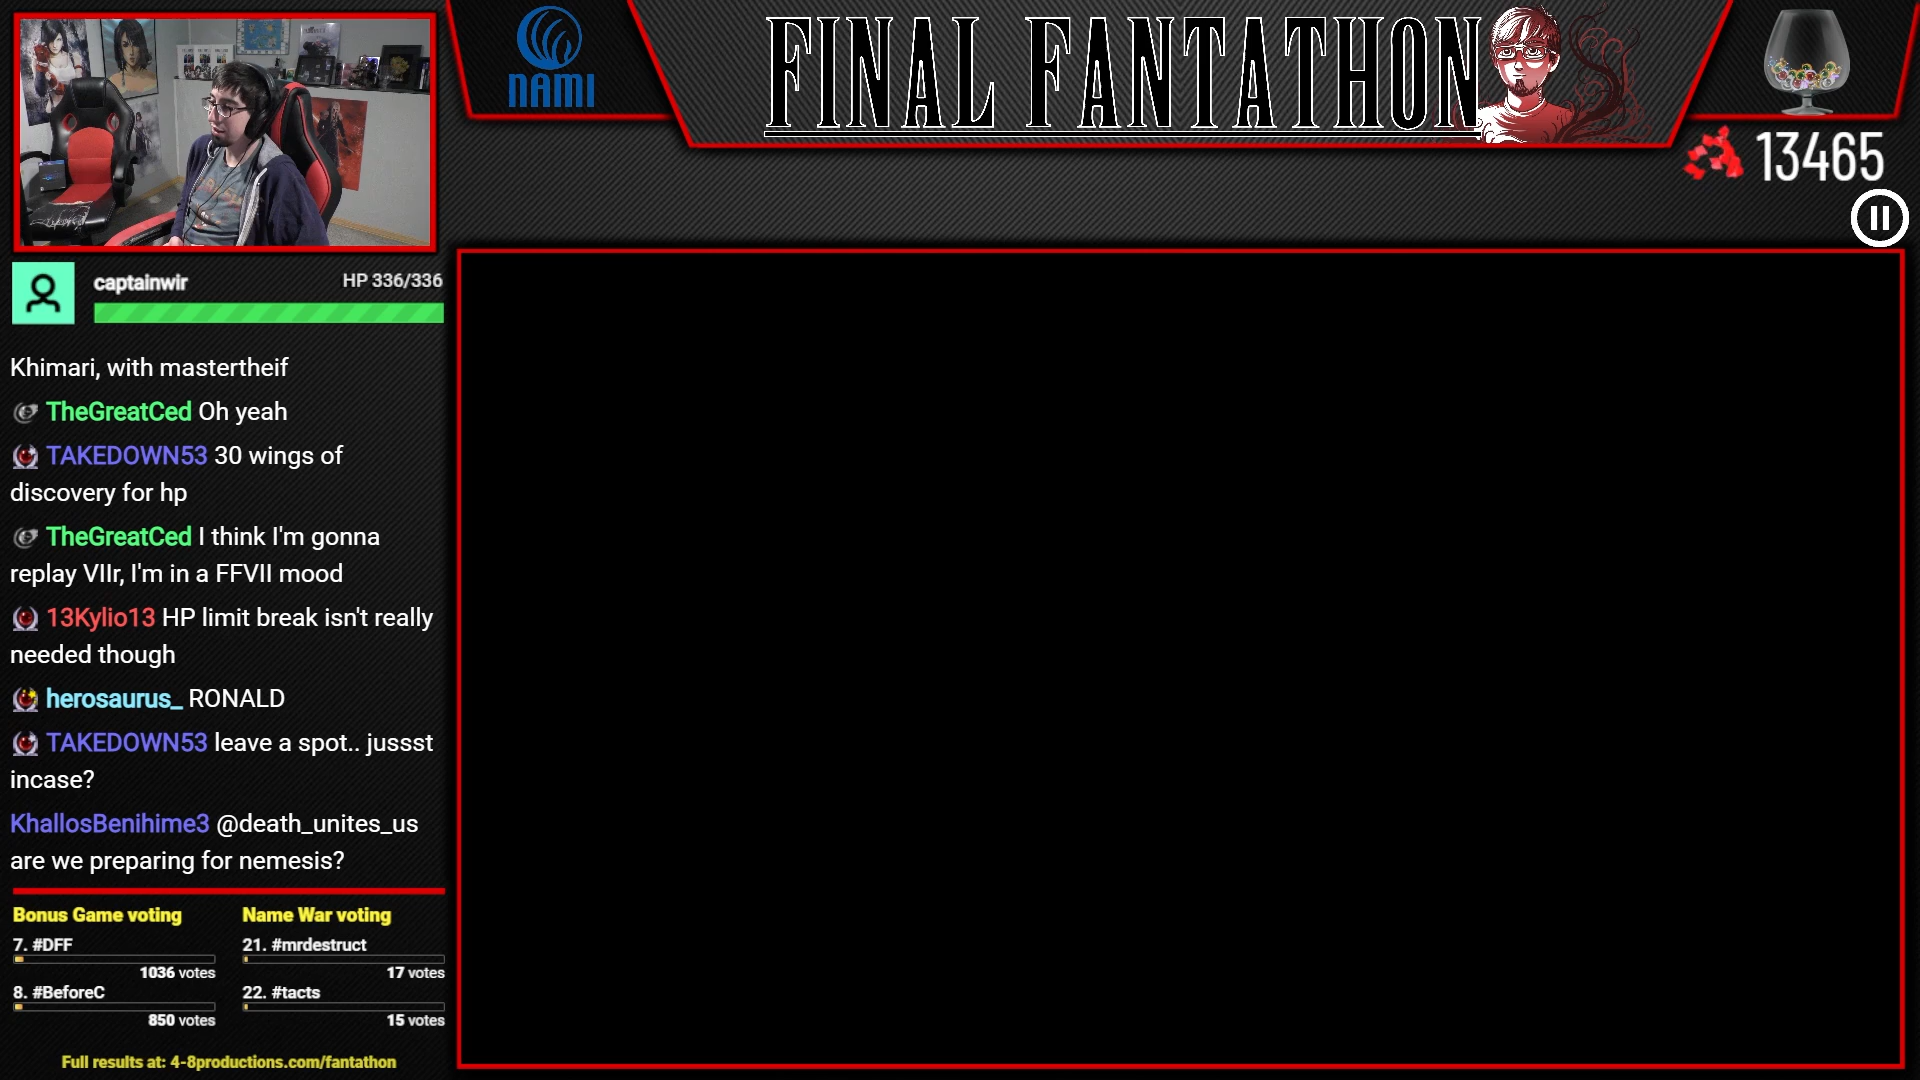 NAMI
FINAL FANTATHON
13465
captainwir
HP 336/336
Khimari, with mastertheif
TheGreatCed Oh yeah
TAKEDOWN53 30 wings of
discovery for hp
TheGreatCed I think I'm gonna
replay VIIr, I'm in a FFVII mood
13Kylio13 HP limit break isn't really
needed though
herosaurus_ RONALD
TAKEDOWN53 leave a spot.. jussst
incase?
KhallosBenihime3 @death_unites_us
are we preparing for nemesis?
Bonus Game voting
7. #DFF
1036 votes
8. #BeforeC
850 votes
Name War voting
21. #mrdestruct
17 votes
22. #tacts
15 votes
Full results at: 4-8productions.com/fantathon